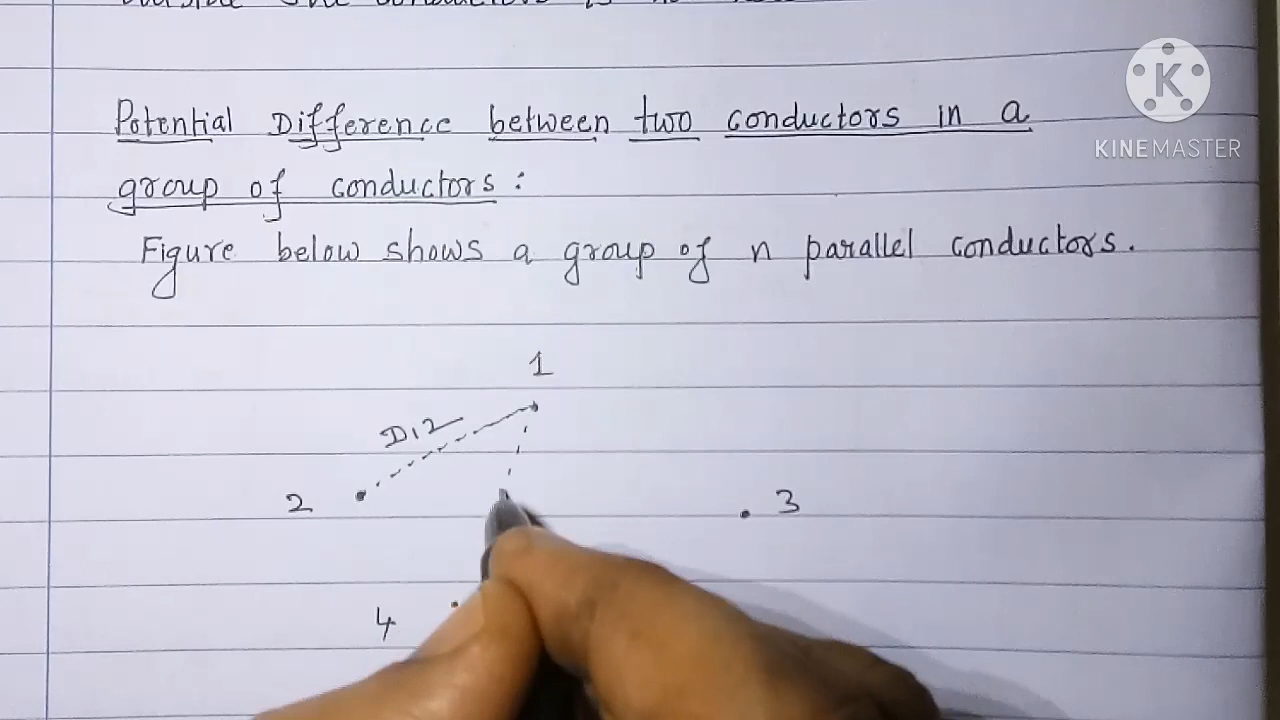 Potential Difference between two conductors in a
group of conductors:
Figure below shows a group of n parallel conductors.
K
KINEMASTER
1
D12
2
3
4